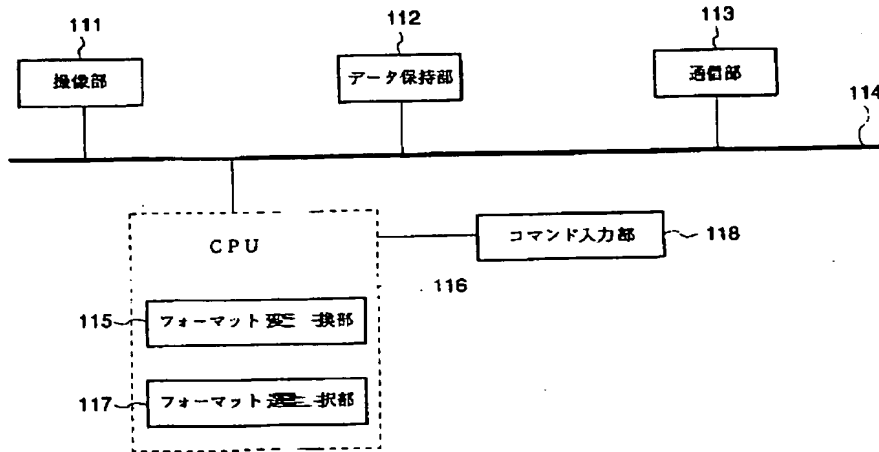 111
112
113
撮像部
データ保持部
通信部
114
CPU
コマンド入力部
118
116
115
フォーマット変換部
117
フォーマット選択部